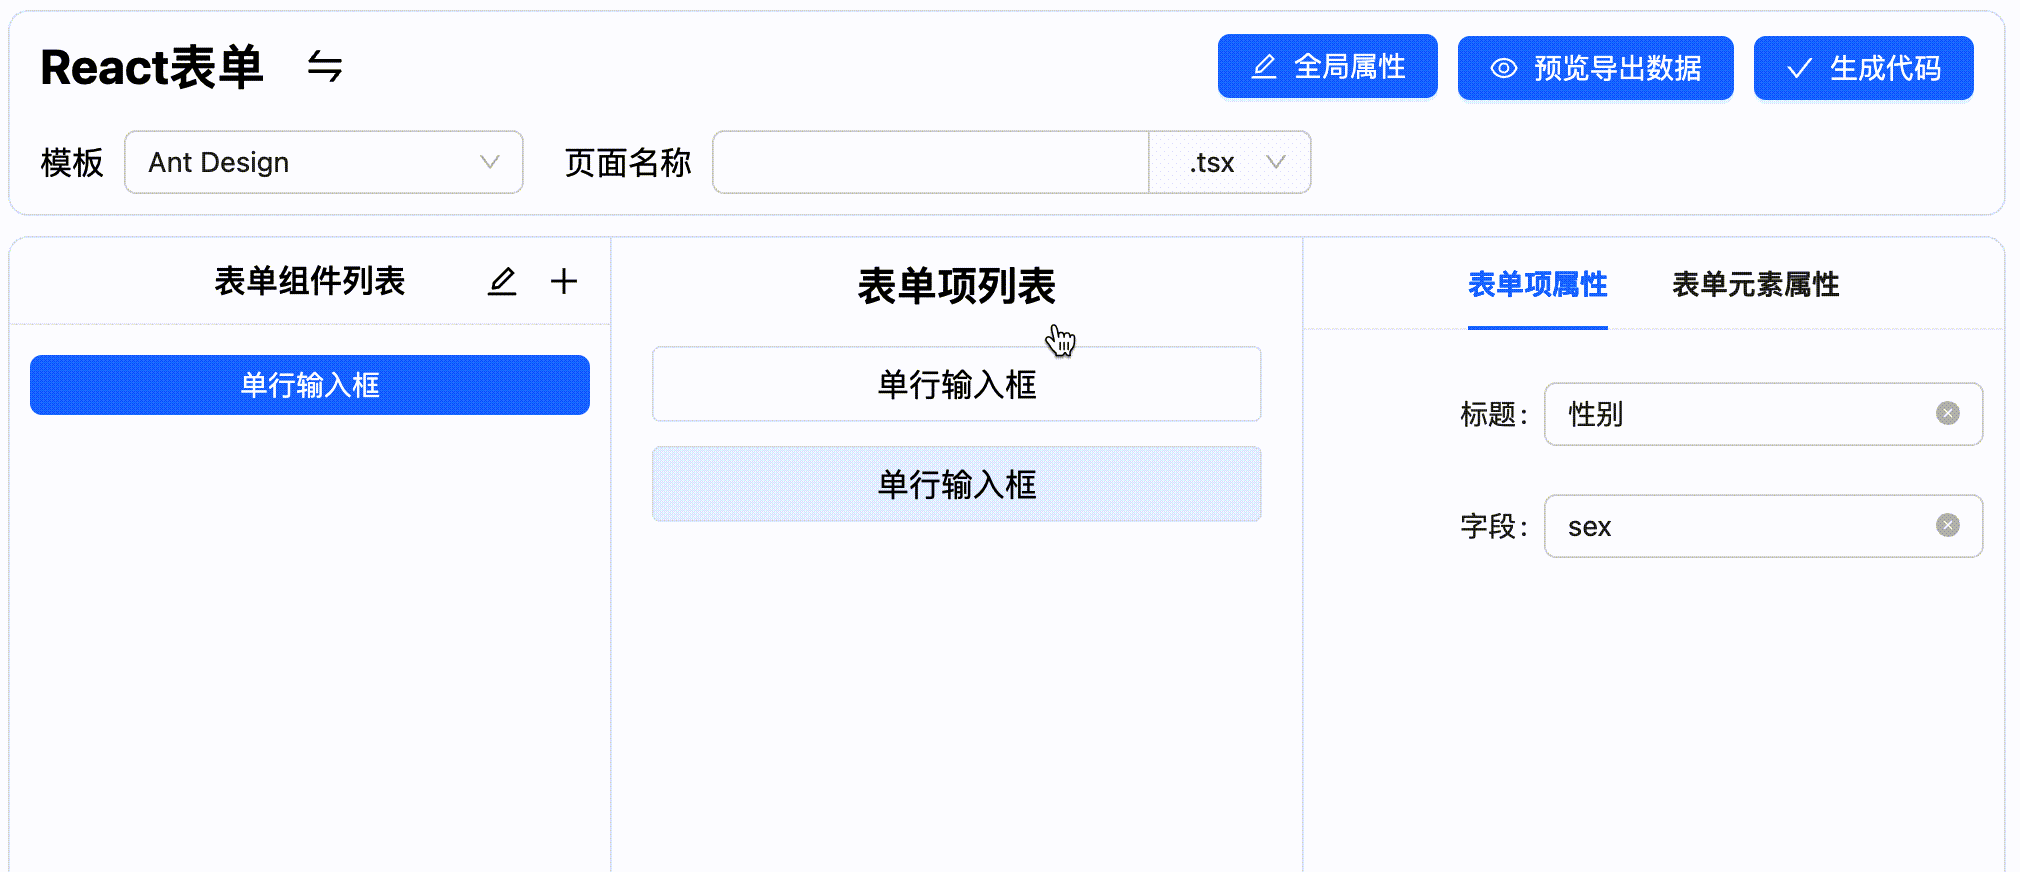 React表单
全局属性
预览导出数据
生成代码
模板
Ant Design
页面名称
.tsx
表单组件列表
单行输入框
表单项列表
单行输入框
单行输入框
表单项属性
表单元素属性
标题:
性别
字段:
sex